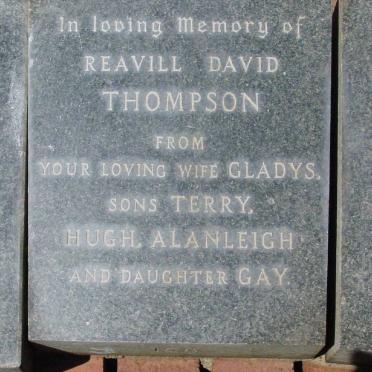 In loving Memory of
REAVILL DAVID
THOMPSON
FROM
YOUR LOVING WIFE GLADYS,
SONS TERRY,
HUGH, ALANLEIGH
AND DAUGHTER GAY.